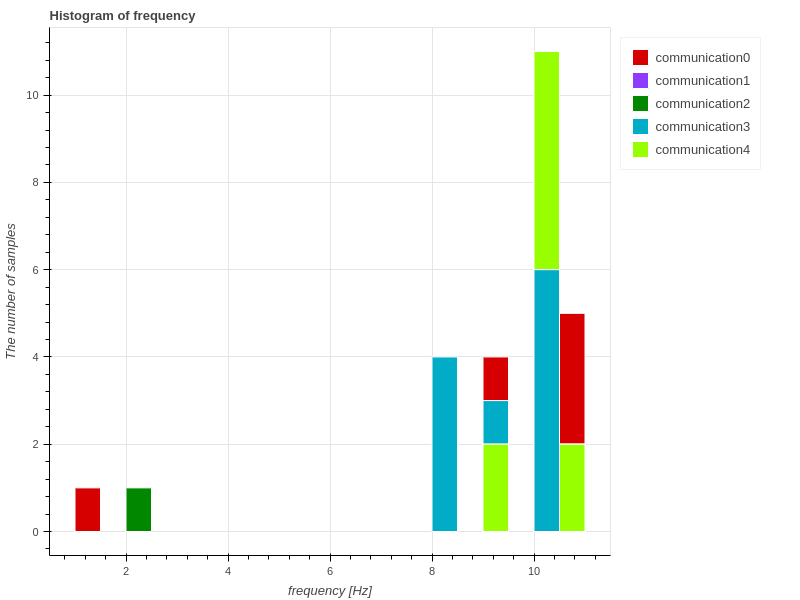 Histogram of frequency
communication0
communication1
communication2
communication3
communication4
The number of samples
10
8
6
4
2
0
2 4 6 8 10
frequency [Hz]